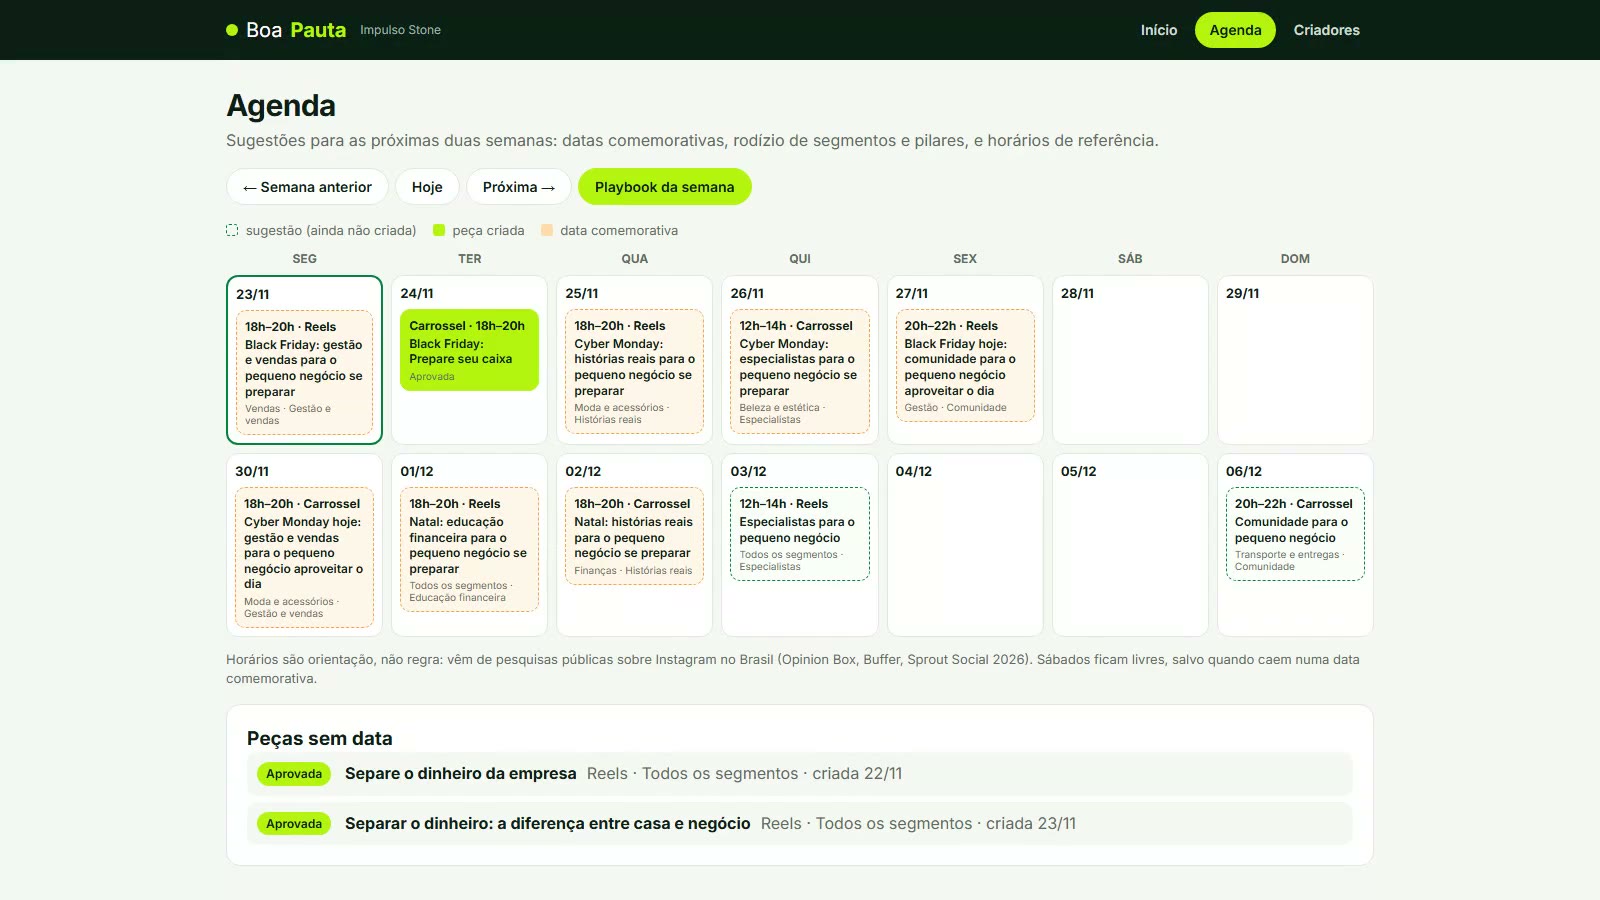 Boa Pauta Impulso Stone
Início Agenda Criadores
Agenda
Sugestões para as próximas duas semanas: datas comemorativas, rodízio de segmentos e pilares, e horários de referência.
← Semana anterior Hoje Próxima → Playbook da semana
sugestão (ainda não criada) peça criada data comemorativa
SEG TER QUA QUI SEX SÁB DOM
23/11
18h–20h · Reels
Black Friday: gestão
e vendas para o
pequeno negócio se
preparar
Vendas · Gestão e
vendas
24/11
Carrossel · 18h–20h
Black Friday:
Prepare seu caixa
Aprovada
25/11
18h–20h · Reels
Cyber Monday:
histórias reais para o
pequeno negócio se
preparar
Moda e acessórios ·
Histórias reais
26/11
12h–14h · Carrossel
Cyber Monday:
especialistas para o
pequeno negócio se
preparar
Beleza e estética ·
Especialistas
27/11
20h–22h · Reels
Black Friday hoje:
comunidade para o
pequeno negócio
aproveitar o dia
Gestão · Comunidade
28/11
29/11
30/11
18h–20h · Carrossel
Cyber Monday hoje:
gestão e vendas
para o pequeno
negócio aproveitar o
dia
Moda e acessórios ·
Gestão e vendas
01/12
18h–20h · Reels
Natal: educação
financeira para o
pequeno negócio se
preparar
Todos os segmentos ·
Educação financeira
02/12
18h–20h · Carrossel
Natal: histórias reais
para o pequeno
negócio se preparar
Finanças · Histórias reais
03/12
12h–14h · Reels
Especialistas para o
pequeno negócio
Todos os segmentos ·
Especialistas
04/12
05/12
06/12
20h–22h · Carrossel
Comunidade para o
pequeno negócio
Transporte e entregas ·
Comunidade
Horários são orientação, não regra: vêm de pesquisas públicas sobre Instagram no Brasil (Opinion Box, Buffer, Sprout Social 2026). Sábados ficam livres, salvo quando caem numa data
comemorativa.
Peças sem data
Aprovada Separe o dinheiro da empresa Reels · Todos os segmentos · criada 22/11
Aprovada Separar o dinheiro: a diferença entre casa e negócio Reels · Todos os segmentos · criada 23/11